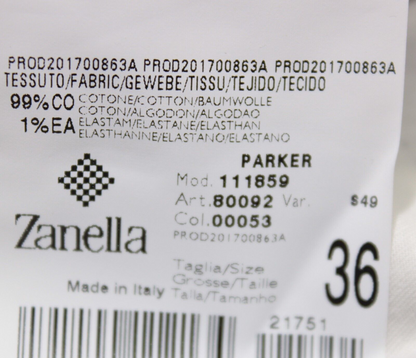 PROD201700863A PROD201700863A PROD201700863A
TESSUTO/FABRIC/GEWEBE/TISSU/TEJIDO/TECIDO
99%CO COTONE/COTTON/BAUMWOLLE
COTON/ALGODON/ALGODAO
1%EA ELASTAM/ELASTANE/ELASTHAN
ELASTHANNE/ELASTANO/ELASTANO
PARKER
Mod. 111859
Art. 80092 Var. S49
Col. 00053
PROD201700863A
Zanella
Taglia/Size
Grosse/Taille
Made in Italy Talla/Tamanho
36
21751